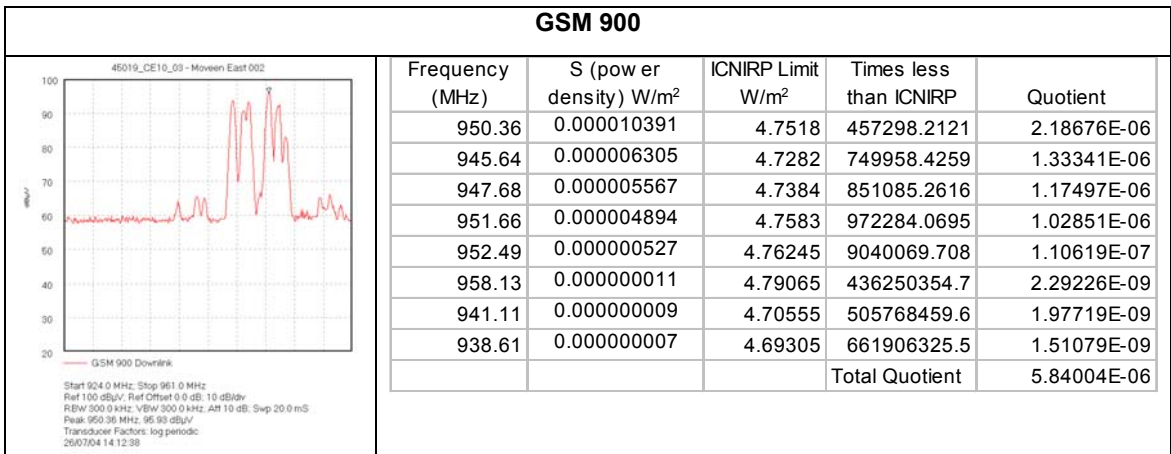 GSM 900
45019_CE10_03 - Moveen East 002
100
90
80
70
60
50
40
30
20
dBµV
GSM 900 Downlink
Start 924.0 MHz; Stop 961.0 MHz
Ref 100 dBµV; Ref Offset 0.0 dB; 10 dB/div
RBW 300.0 kHz; VBW 300.0 kHz; Att 10 dB; Swp 20.0 mS
Peak 950.36 MHz, 95.93 dBµV
Transducer Factors: log periodic
26/07/04 14:12:38
Frequency (MHz) S (pow er density) W/m² ICNIRP Limit W/m² Times less than ICNIRP Quotient
950.36 0.000010391 4.7518 457298.2121 2.18676E-06
945.64 0.000006305 4.7282 749958.4259 1.33341E-06
947.68 0.000005567 4.7384 851085.2616 1.17497E-06
951.66 0.000004894 4.7583 972284.0695 1.02851E-06
952.49 0.000000527 4.76245 9040069.708 1.10619E-07
958.13 0.000000011 4.79065 436250354.7 2.29226E-09
941.11 0.000000009 4.70555 505768459.6 1.97719E-09
938.61 0.000000007 4.69305 661906325.5 1.51079E-09
Total Quotient 5.84004E-06